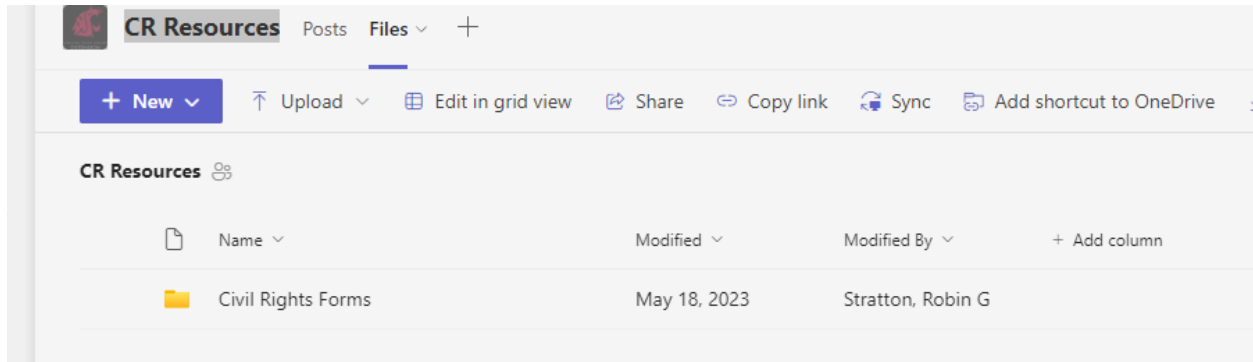 CR Resources Posts Files
New Upload Edit in grid view Share Copy link Sync Add shortcut to OneDrive
CR Resources
Name Modified Modified By + Add column
Civil Rights Forms May 18, 2023 Stratton, Robin G